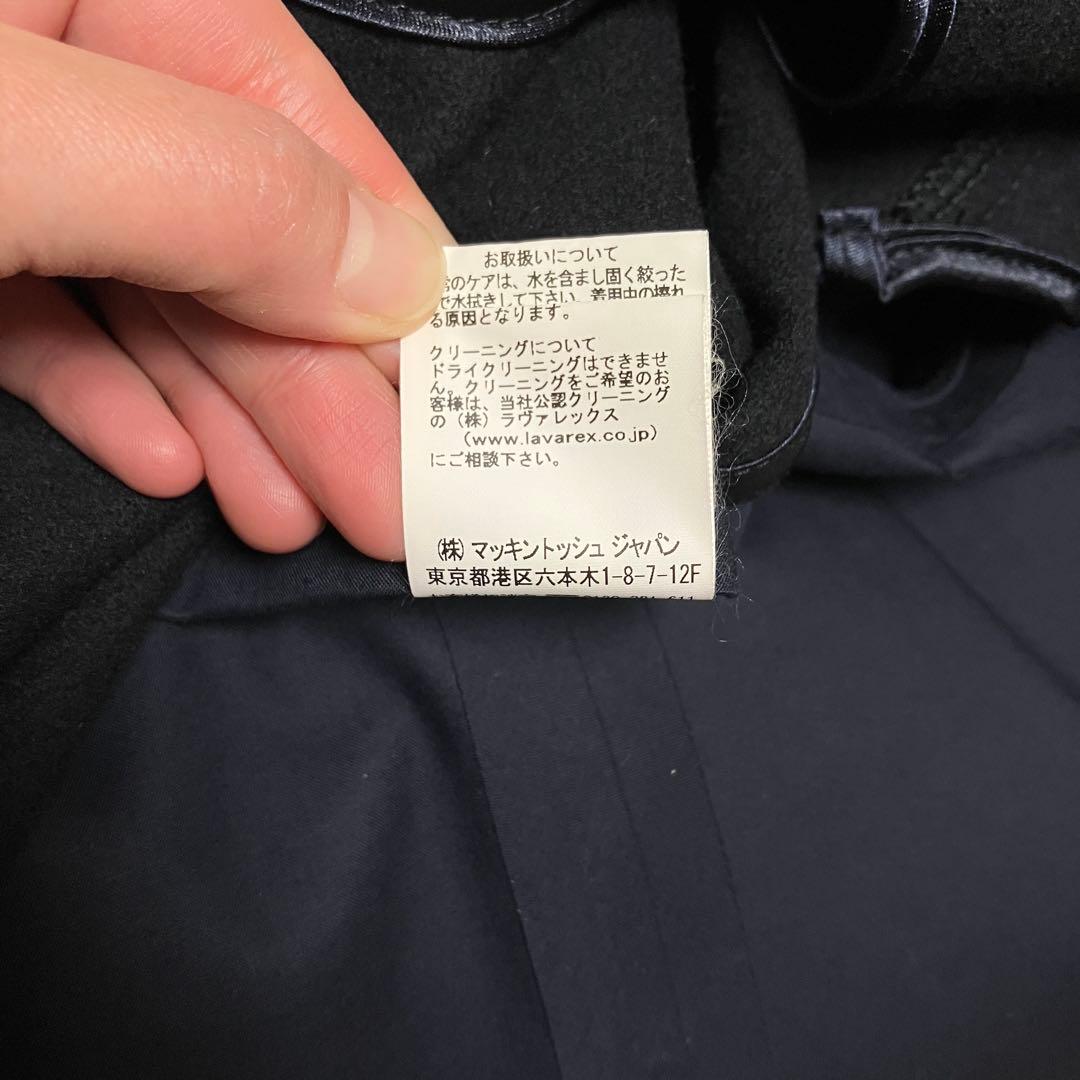 お取扱いについて
のケアは、水を含まし固く絞った
で水拭きして下さい。着用中の擦れ
る原因となります。
クリーニングについて
ドライクリーニングはできませ
ん。クリーニングをご希望のお
客様は、当社公認クリーニング
の（株）ラヴァレックス
（www.lavarex.co.jp）
にご相談下さい。
㈱ マッキントッシュ ジャパン
東京都港区六本木1-8-7-12F